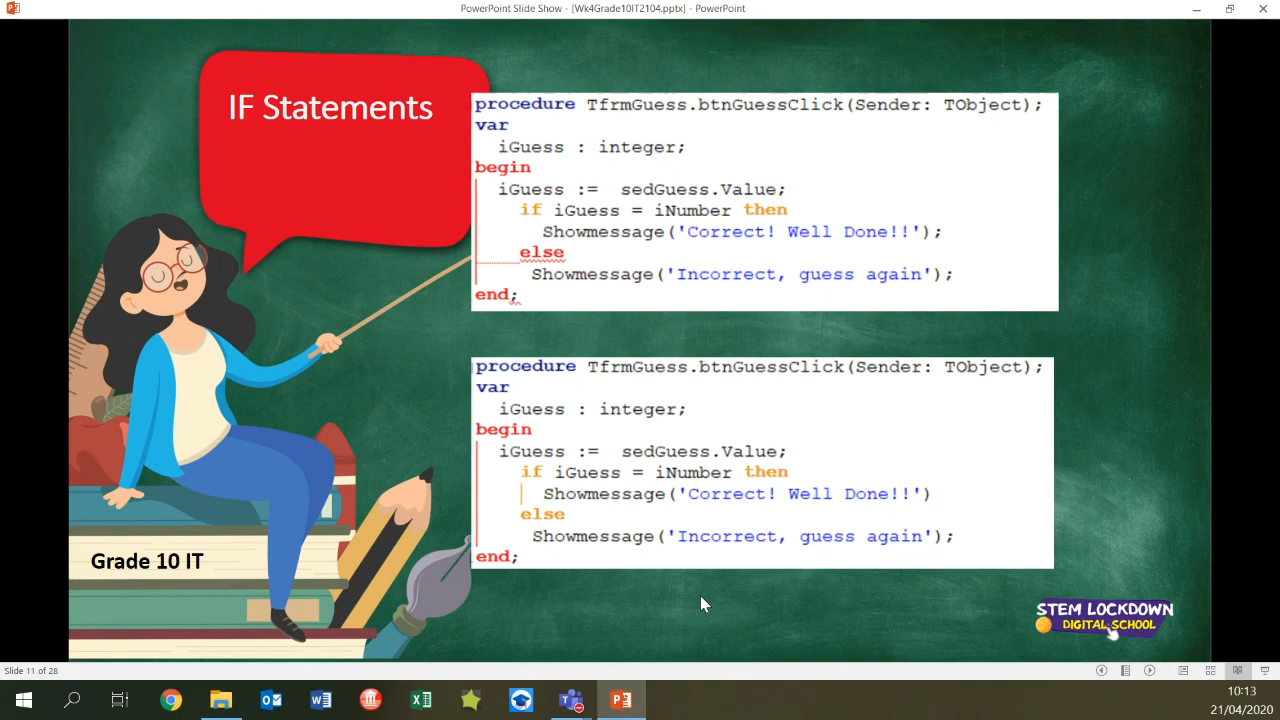 PowerPoint Slide Show - [Wk4Grade10IT2104.pptx] - PowerPoint
IF Statements
procedure TfrmGuess.btnGuessClick(Sender: TObject);
var
iGuess : integer;
begin
iGuess := sedGuess.Value;
if iGuess = iNumber then
Showmessage('Correct! Well Done!!');
else
Showmessage('Incorrect, guess again');
end;
procedure TfrmGuess.btnGuessClick(Sender: TObject);
var
iGuess : integer;
begin
iGuess := sedGuess.Value;
if iGuess = iNumber then
Showmessage('Correct! Well Done!!')
else
Showmessage('Incorrect, guess again');
end;
Grade 10 IT
STEM LOCKDOWN
DIGITAL SCHOOL
Slide 11 of 28
10:13
21/04/2020